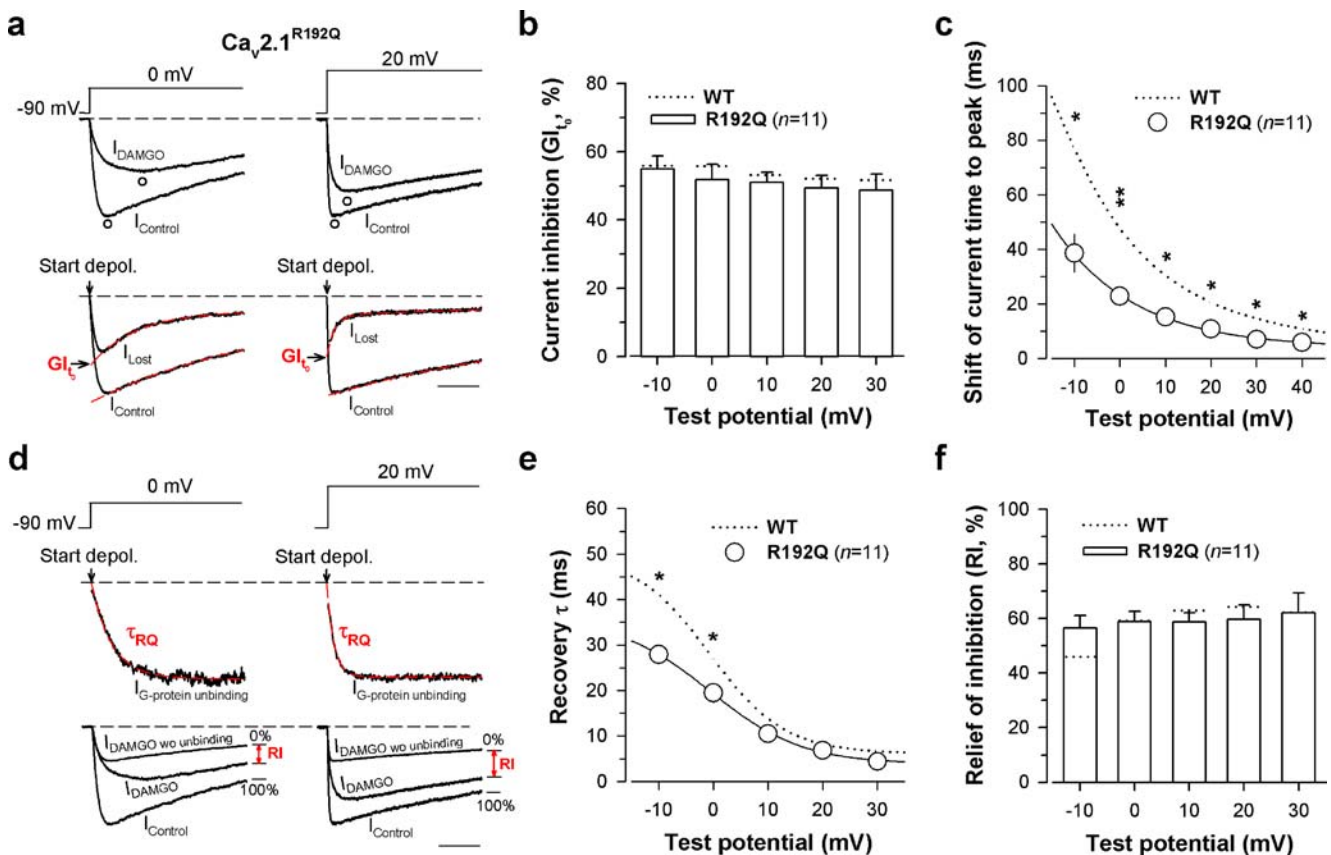 a
Cav2.1R192Q
0 mV
20 mV
-90 mV
IDAMGO
IControl
IDAMGO
IControl
Start depol.
Start depol.
GIt0
ILost
IControl
GIt0
ILost
IControl
b
Current inhibition (GIt0, %)
80
60
40
20
0
WT
R192Q (n=11)
-10 0 10 20 30
Test potential (mV)
c
Shift of current time to peak (ms)
100
80
60
40
20
0
WT
R192Q (n=11)
*
**
*
*
*
*
-10 0 10 20 30 40
Test potential (mV)
d
0 mV
20 mV
-90 mV
Start depol.
Start depol.
τRQ
IG-protein unbinding
τRQ
IG-protein unbinding
IDAMGO wo unbinding
0%
RI
IDAMGO
100%
IControl
IDAMGO wo unbinding
0%
RI
IDAMGO
100%
IControl
e
Recovery τ (ms)
60
50
40
30
20
10
0
WT
R192Q (n=11)
*
*
-10 0 10 20 30
Test potential (mV)
f
Relief of inhibition (RI, %)
100
80
60
40
20
0
WT
R192Q (n=11)
-10 0 10 20 30
Test potential (mV)